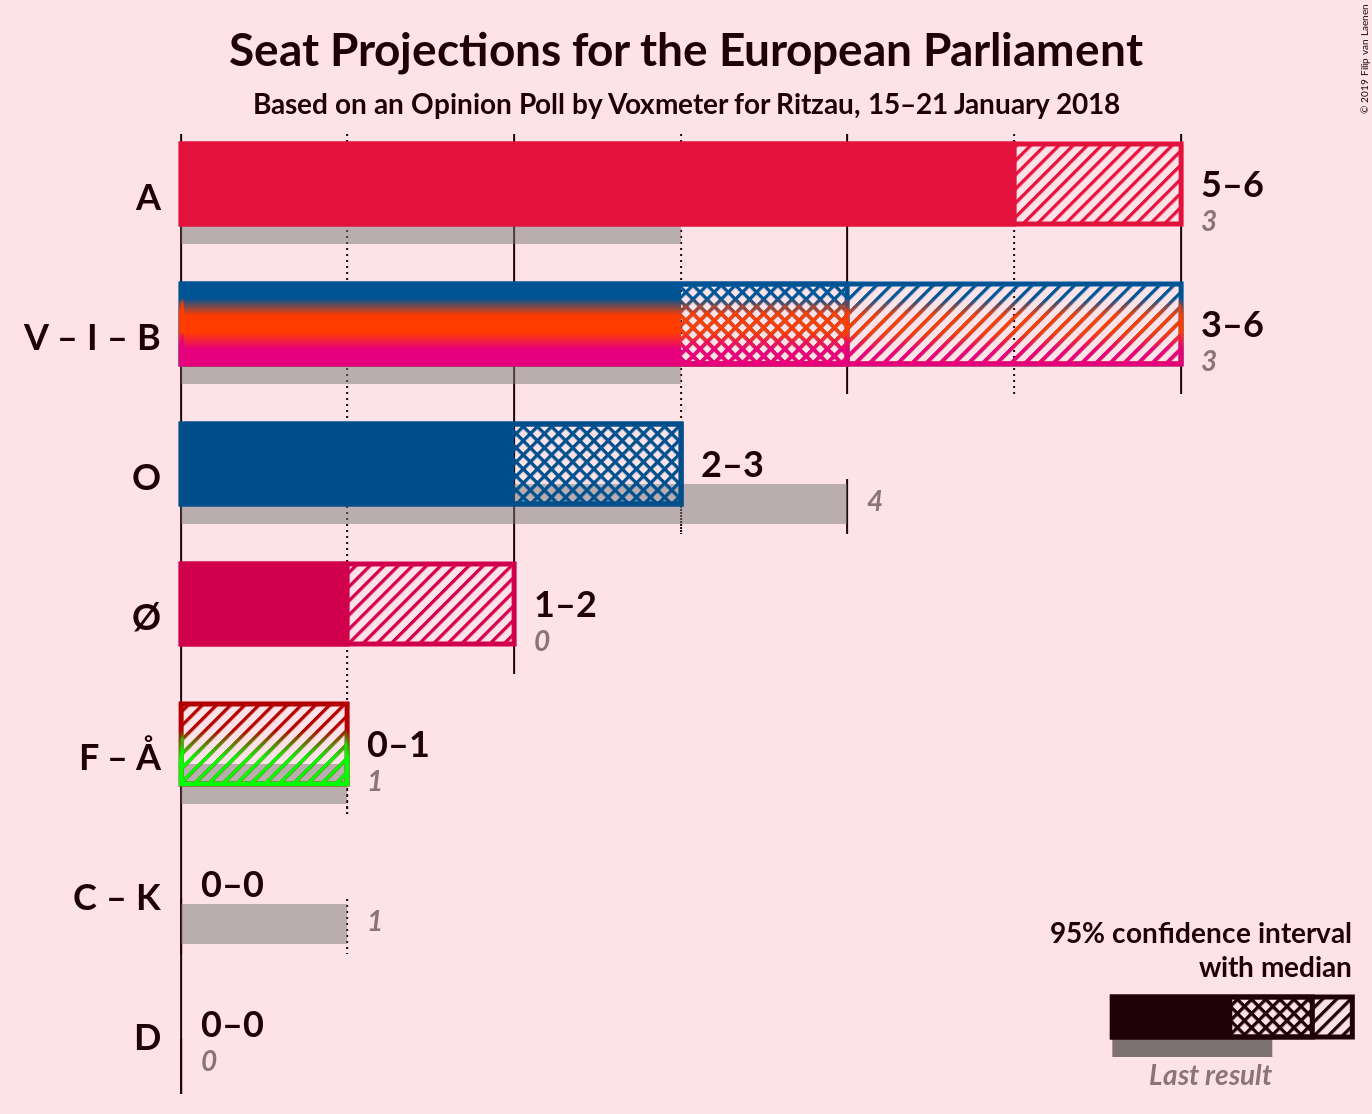 Seat Projections for the European Parliament
Based on an Opinion Poll by Voxmeter for Ritzau, 15–21 January 2018
© 2019 Filip van Laenen
A
5–6
3
V – I – B
3–6
3
O
2–3
4
Ø
1–2
0
F – Å
0–1
1
C – K
0–0
1
D
0–0
0
95% confidence interval
with median
Last result